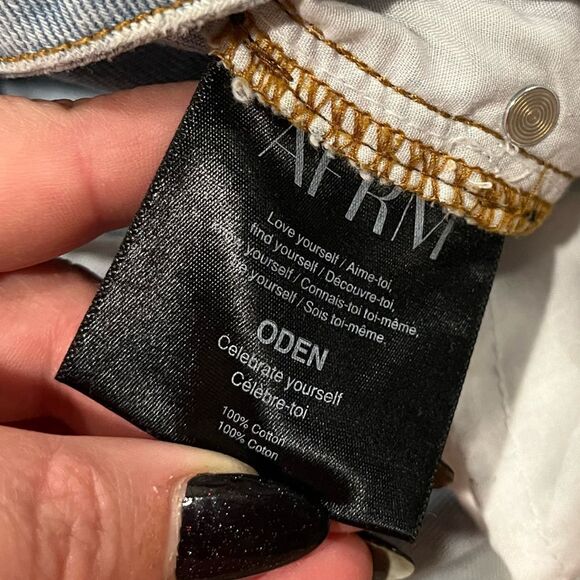 AFRM
Love yourself / Aime-toi,
find yourself / Découvre-toi,
yourself / Connais-toi toi-même,
yourself / Sois toi-même.
ODEN
Celebrate yourself
Célèbre-toi
100% Cotton
100% Coton